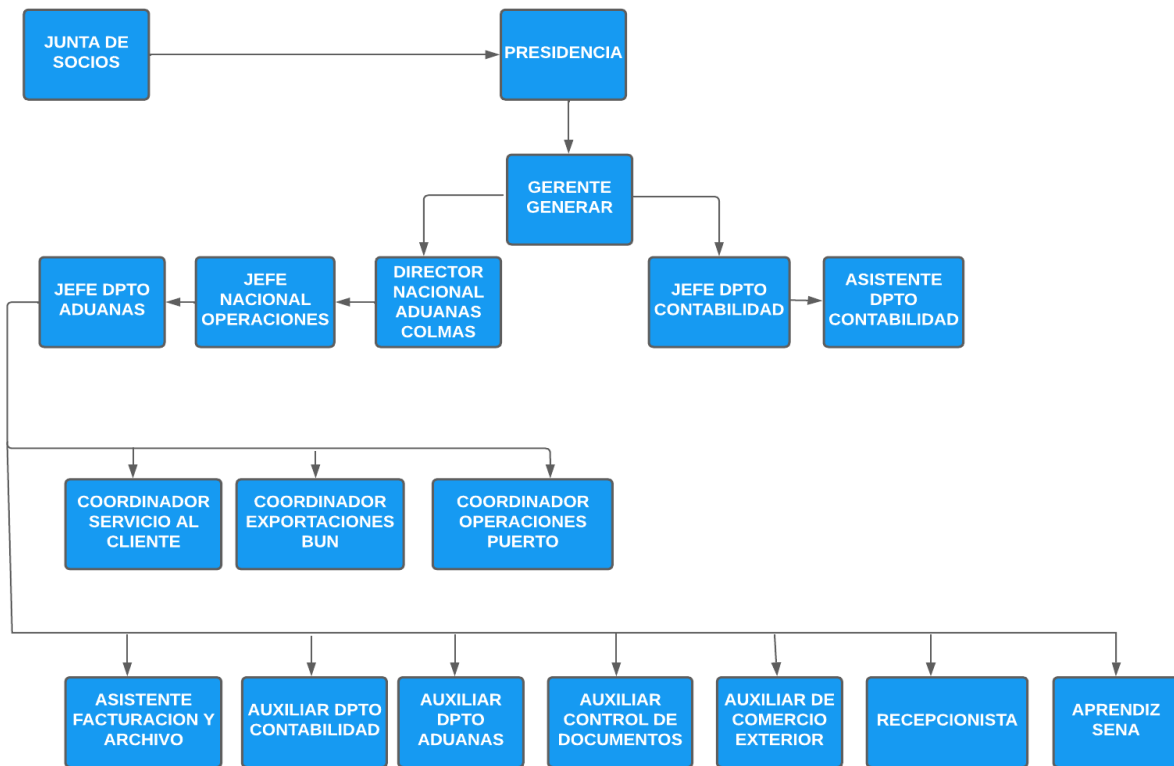 JUNTA DE
SOCIOS
PRESIDENCIA
GERENTE
GENERAR
JEFE DPTO
ADUANAS
JEFE
NACIONAL
OPERACIONES
DIRECTOR
NACIONAL
ADUANAS
COLMAS
JEFE DPTO
CONTABILIDAD
ASISTENTE
DPTO
CONTABILIDAD
COORDINADOR
SERVICIO AL
CLIENTE
COORDINADOR
EXPORTACIONES
BUN
COORDINADOR
OPERACIONES
PUERTO
ASISTENTE
FACTURACION Y
ARCHIVO
AUXILIAR DPTO
CONTABILIDAD
AUXILIAR
DPTO
ADUANAS
AUXILIAR
CONTROL DE
DOCUMENTOS
AUXILIAR DE
COMERCIO
EXTERIOR
RECEPCIONISTA
APRENDIZ
SENA